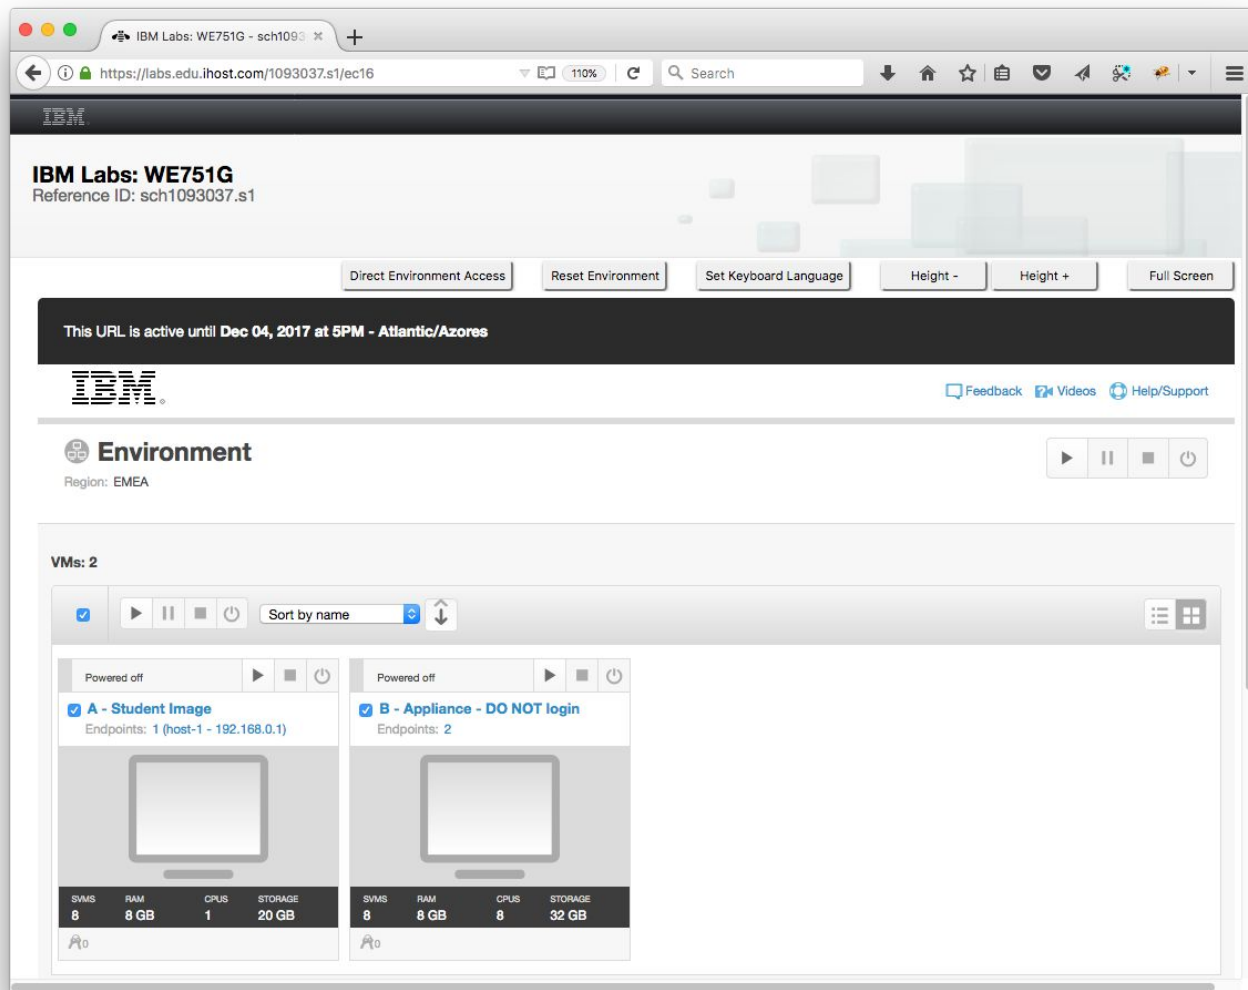 IBM Labs: WE751G - sch1093
https://labs.edu.ihost.com/1093037.s1/ec16
110%
Search
IBM.
IBM Labs: WE751G
Reference ID: sch1093037.s1
Direct Environment Access
Reset Environment
Set Keyboard Language
Height -
Height +
Full Screen
This URL is active until Dec 04, 2017 at 5PM - Atlantic/Azores
IBM
Feedback
Videos
Help/Support
Environment
Region: EMEA
VMs: 2
Sort by name
Powered off
A - Student Image
Endpoints: 1 (host-1 - 192.168.0.1)
SVMS RAM CPUS STORAGE
8 8 GB 1 20 GB
0
Powered off
B - Appliance - DO NOT login
Endpoints: 2
SVMS RAM CPUS STORAGE
8 8 GB 8 32 GB
0